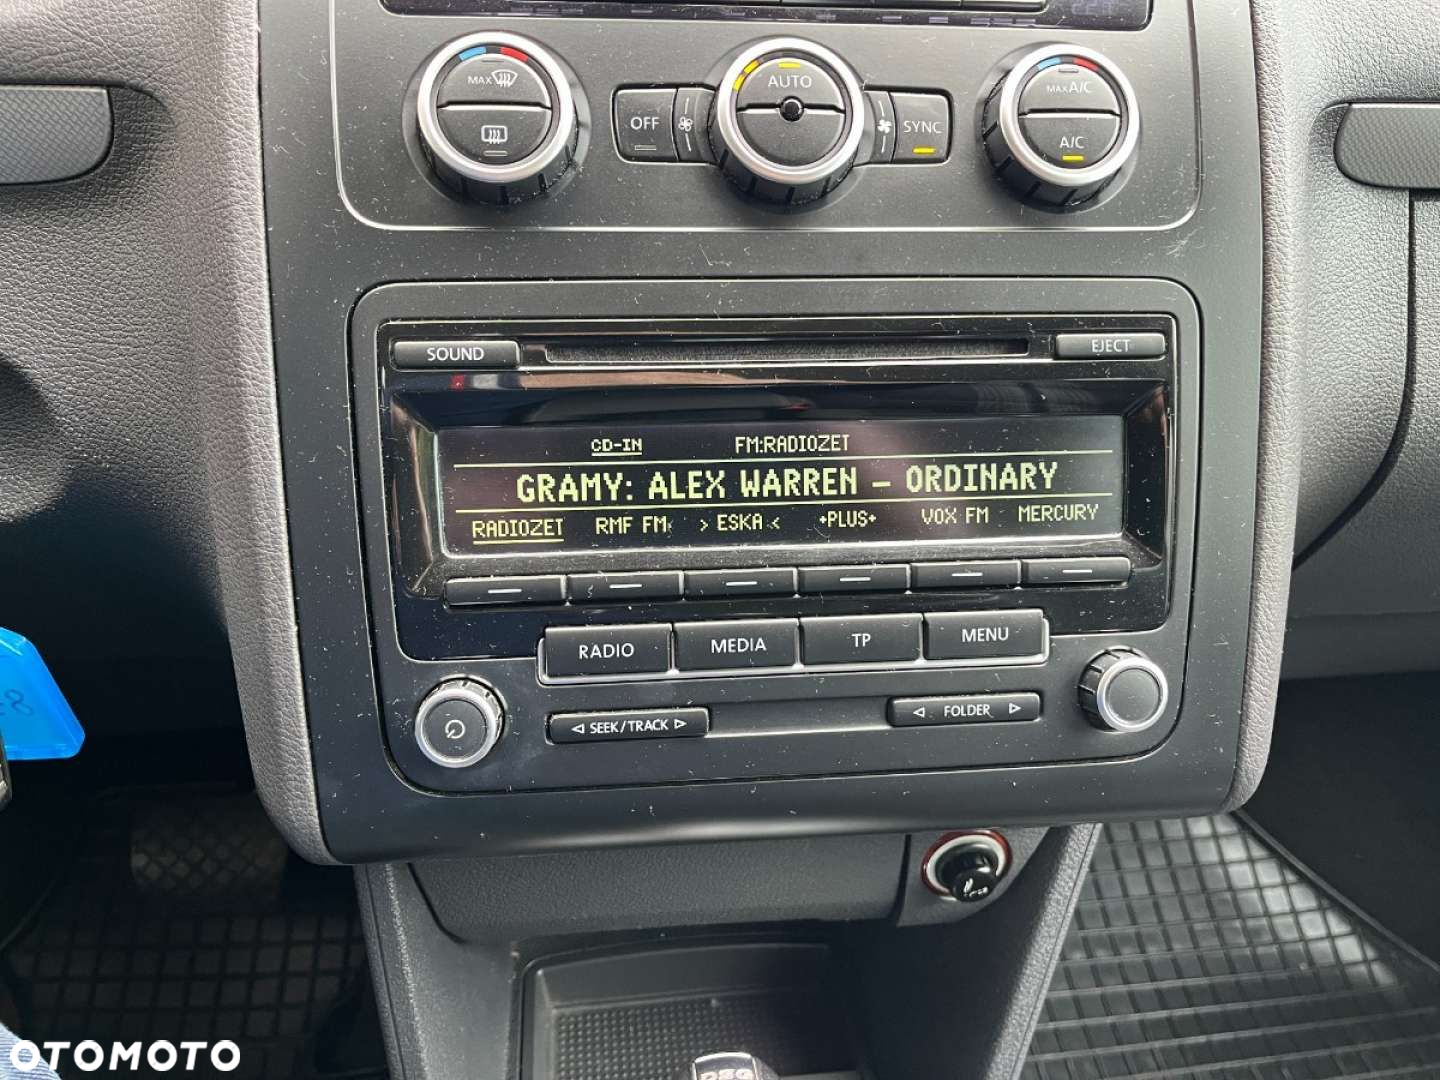 MAX
AUTO
OFF
SYNC
MAX A/C
A/C
SOUND
EJECT
CD-IN FM:RADIOZET
GRAMY: ALEX WARREN - ORDINARY
RADIOZET RMF FM > ESKA < +PLUS+ VOX FM MERCURY
RADIO MEDIA TP MENU
SEEK/TRACK
FOLDER
DSG
OTOMOTO